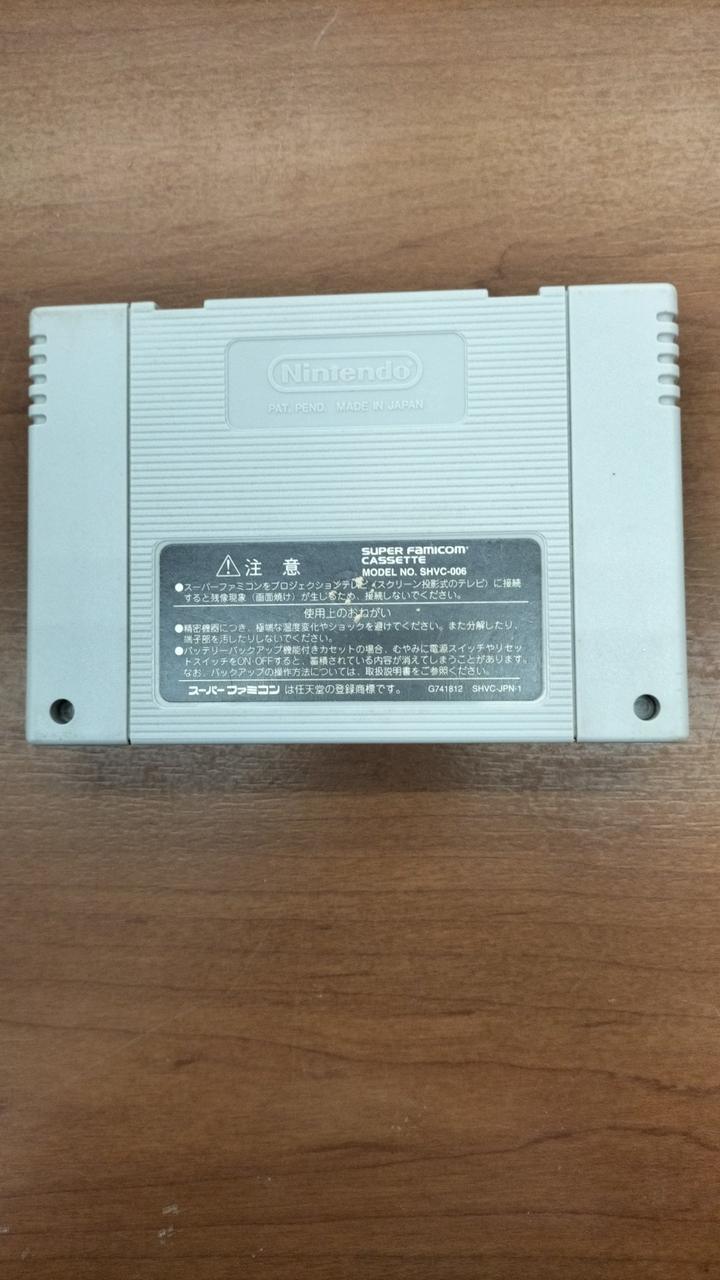 Nintendo®
PAT. PEND. MADE IN JAPAN
注 意
SUPER FAMICOM®
CASSETTE
MODEL NO. SHVC-006
●スーパーファミコンをプロジェクションテレビ(スクリーン投影式のテレビ)に接続
すると残像現象(画面焼け)が生じるため、接続しないでください。
使用上のおねがい
●精密機器につき、極端な温度変化やショックを避けてください。また分解したり、
端子部を汚したりしないでください。
●バッテリーバックアップ機能付きカセットの場合、むやみに電源スイッチやリセッ
トスイッチをON OFFすると、蓄積されている内容が消えてしまうことがあります。
なお、バックアップの操作方法については、取扱説明書をご参照ください。
スーパーファミコン は任天堂の登録商標です。 G741812 SHVC-JPN-1